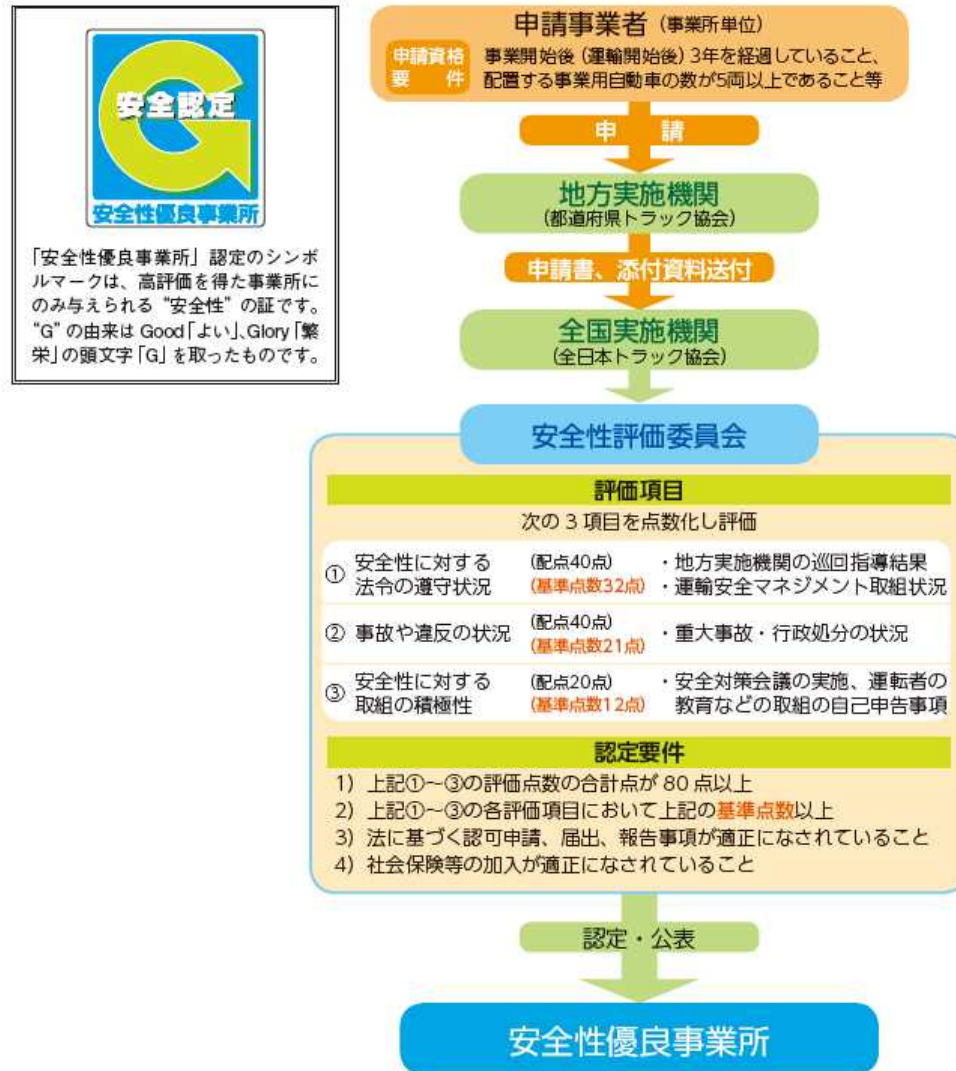 安全認定
安全性優良事業所
「安全性優良事業所」認定のシンボ
ルマークは、高評価を得た事業所に
のみ与えられる“安全性”の証です。
“G”の由来は Good「よい」、Glory「繁
栄」の頭文字「G」を取ったものです。
申請事業者（事業所単位）
申請資格
要件
事業開始後（運輸開始後）3年を経過していること、
配置する事業用自動車の数が5両以上であること等
申請
地方実施機関
（都道府県トラック協会）
申請書、添付資料送付
全国実施機関
（全日本トラック協会）
安全性評価委員会
評価項目
次の3項目を点数化し評価
① 安全性に対する
法令の遵守状況
（配点40点）
（基準点数32点）
・地方実施機関の巡回指導結果
・運輸安全マネジメント取組状況
② 事故や違反の状況
（配点40点）
（基準点数21点）
・重大事故・行政処分の状況
③ 安全性に対する
取組の積極性
（配点20点）
（基準点数12点）
・安全対策会議の実施、運転者の
教育などの取組の自己申告事項
認定要件
1）上記①～③の評価点数の合計点が 80 点以上
2）上記①～③の各評価項目において上記の基準点数以上
3）法に基づく認可申請、届出、報告事項が適正になされていること
4）社会保険等の加入が適正になされていること
認定・公表
安全性優良事業所